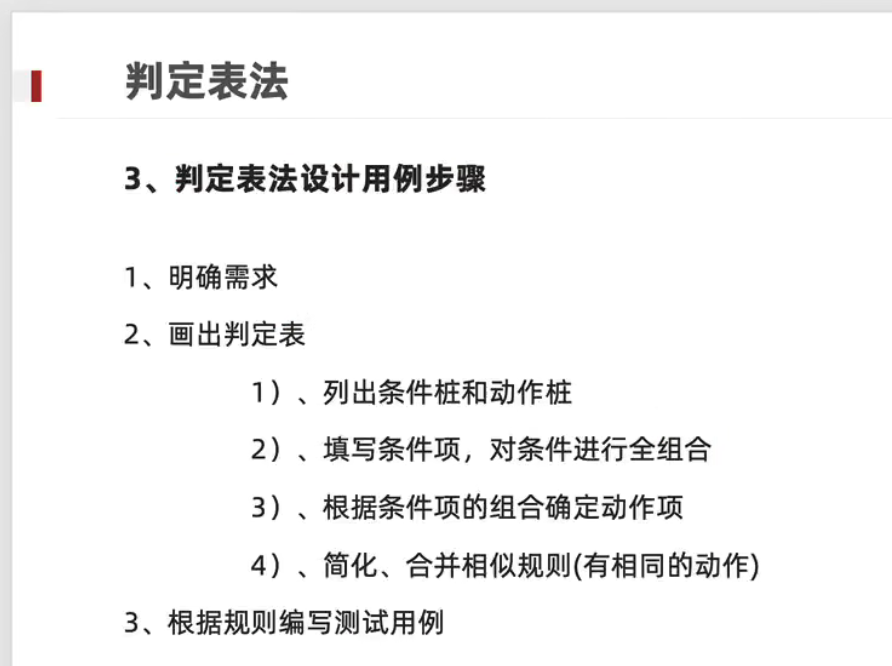 判定表法
3、判定表法设计用例步骤
1、明确需求
2、画出判定表
1）、列出条件桩和动作桩
2）、填写条件项，对条件进行全组合
3）、根据条件项的组合确定动作项
4）、简化、合并相似规则(有相同的动作)
3、根据规则编写测试用例